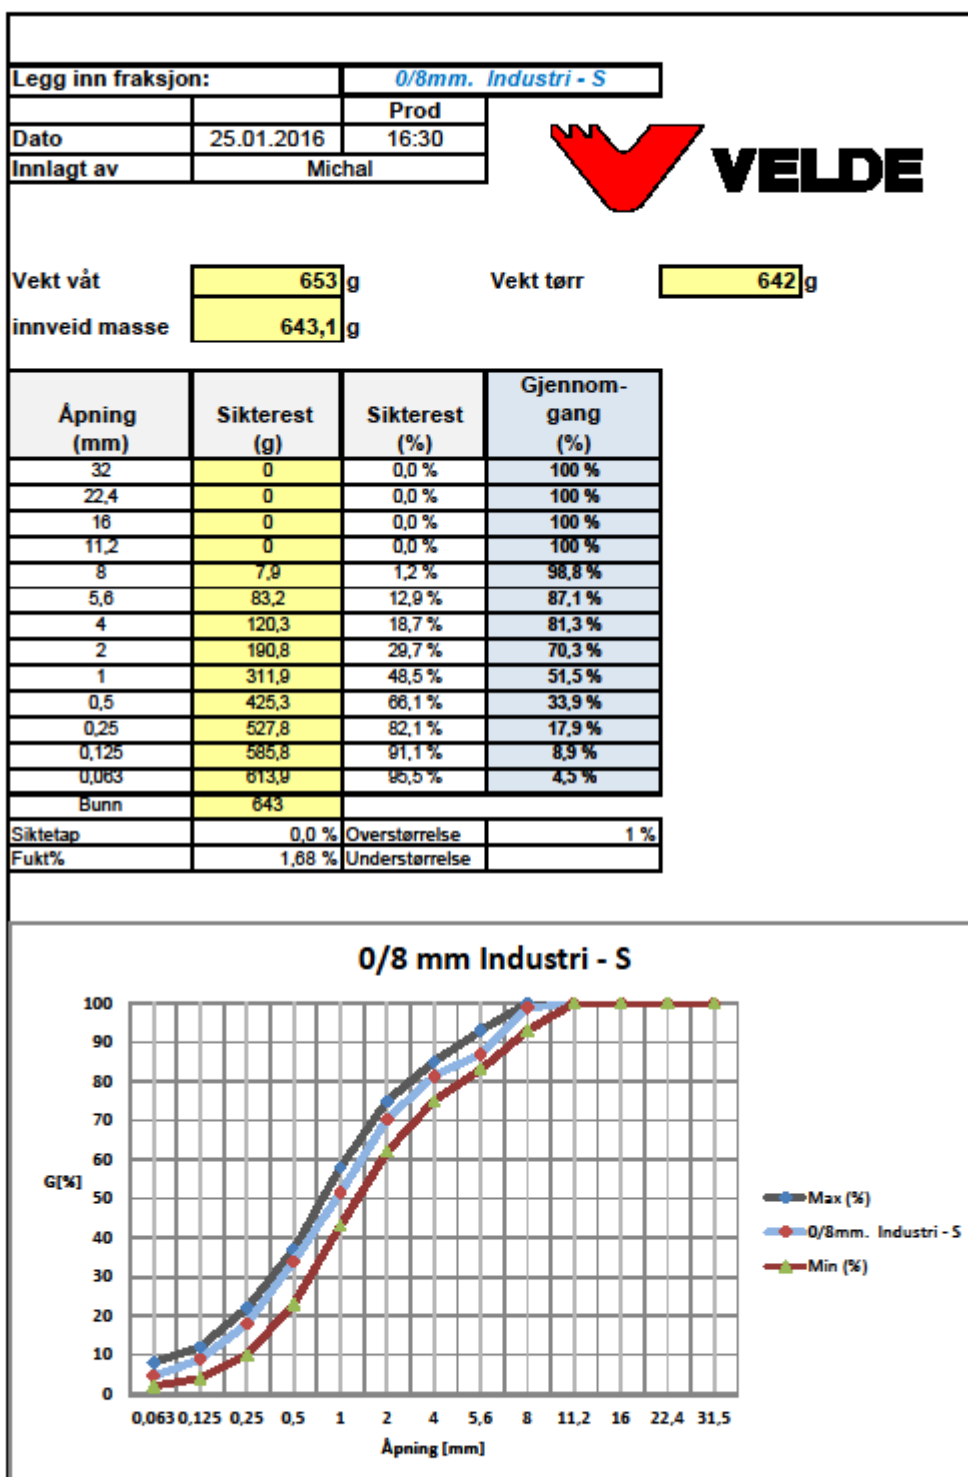 Legg inn fraksjon: 0/8mm. Industri - S
Prod
Dato 25.01.2016 16:30
Innlagt av Michal
VELDE
Vekt våt 653 g Vekt tørr 642 g
innveid masse 643,1 g
Åpning (mm) Sikterest (g) Sikterest (%) Gjennom-gang (%)
32 0 0,0 % 100 %
22,4 0 0,0 % 100 %
16 0 0,0 % 100 %
11,2 0 0,0 % 100 %
8 7,9 1,2 % 98,8 %
5,6 83,2 12,9 % 87,1 %
4 120,3 18,7 % 81,3 %
2 190,8 29,7 % 70,3 %
1 311,9 48,5 % 51,5 %
0,5 425,3 66,1 % 33,9 %
0,25 527,8 82,1 % 17,9 %
0,125 585,8 91,1 % 8,9 %
0,063 613,9 95,5 % 4,5 %
Bunn 643
Siktetap 0,0 % Overstørrelse 1 %
Fukt% 1,68 % Understørrelse
0/8 mm Industri - S
100
90
80
70
60
G[%]
50
40
30
20
10
0
Max (%)
0/8mm. Industri - S
Min (%)
0,063 0,125 0,25 0,5 1 2 4 5,6 8 11,2 16 22,4 31,5
Åpning [mm]